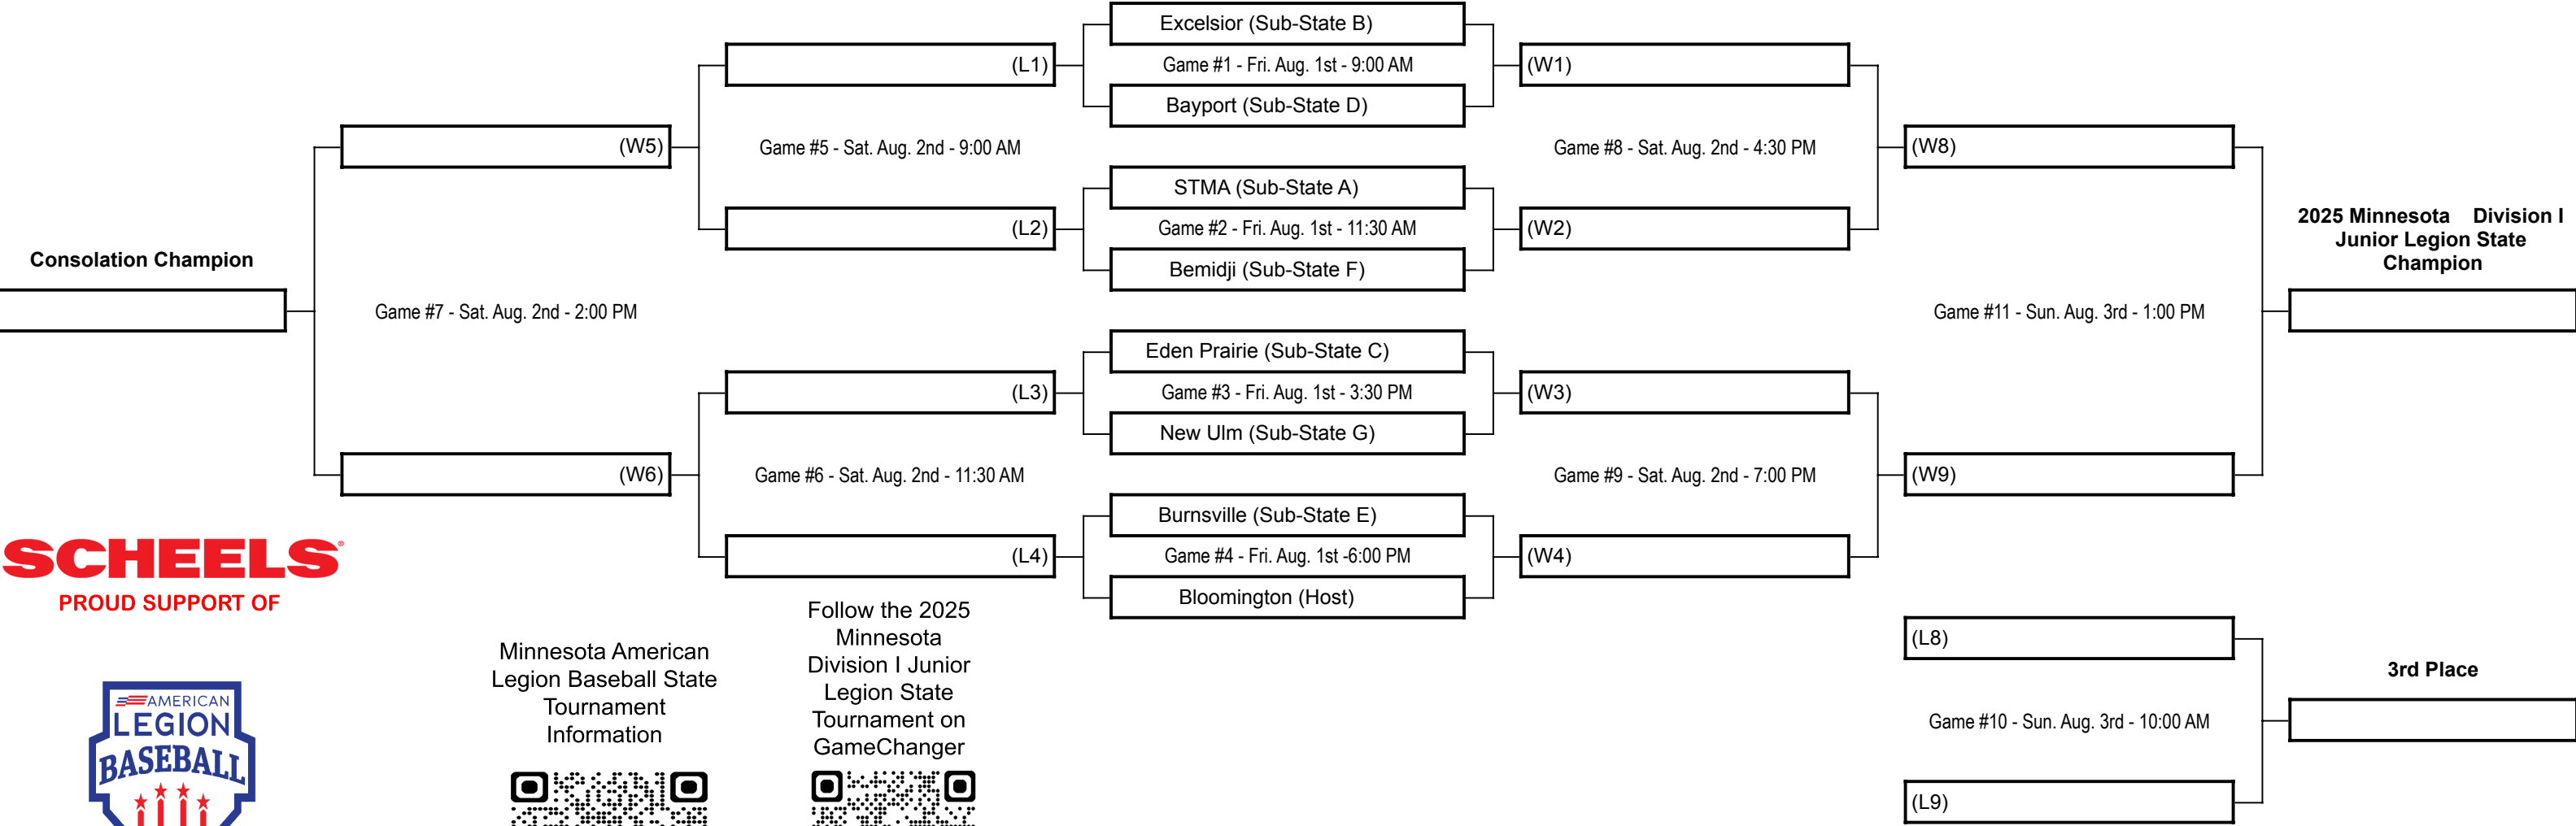 Excelsior (Sub-State B)
(L1)
Game #1 - Fri. Aug. 1st - 9:00 AM
(W1)
Bayport (Sub-State D)
(W5)
Game #5 - Sat. Aug. 2nd - 9:00 AM
Game #8 - Sat. Aug. 2nd - 4:30 PM
(W8)
STMA (Sub-State A)
(L2)
Game #2 - Fri. Aug. 1st - 11:30 AM
(W2)
Bemidji (Sub-State F)
2025 Minnesota Division I
Junior Legion State
Champion
Consolation Champion
Game #7 - Sat. Aug. 2nd - 2:00 PM
Game #11 - Sun. Aug. 3rd - 1:00 PM
Eden Prairie (Sub-State C)
(L3)
Game #3 - Fri. Aug. 1st - 3:30 PM
(W3)
New Ulm (Sub-State G)
(W6)
Game #6 - Sat. Aug. 2nd - 11:30 AM
Game #9 - Sat. Aug. 2nd - 7:00 PM
(W9)
Burnsville (Sub-State E)
(L4)
Game #4 - Fri. Aug. 1st -6:00 PM
(W4)
Bloomington (Host)
SCHEELS®
PROUD SUPPORT OF
AMERICAN
LEGION
BASEBALL
Minnesota American
Legion Baseball State
Tournament
Information
Follow the 2025
Minnesota
Division I Junior
Legion State
Tournament on
GameChanger
(L8)
3rd Place
Game #10 - Sun. Aug. 3rd - 10:00 AM
(L9)